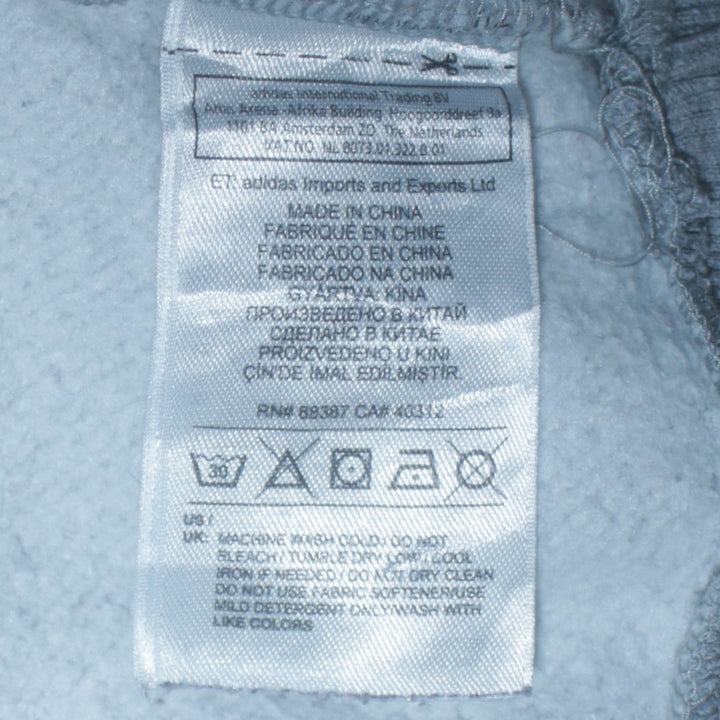 adidas International Trading BV
Atlas Arena -Afrika Building, Hoogoorddreef 9a
1101 BA Amsterdam ZO The Netherlands
VAT NO. NL 8073.01.322.B.01
ET: adidas Imports and Exports Ltd
MADE IN CHINA
FABRIQUE EN CHINE
FABRICADO EN CHINA
FABRICADO NA CHINA
GYÁRTVA: KÍNA
ПРОИЗВЕДЕНО В КИТАЙ
СДЕЛАНО В КИТАЕ
PROIZVEDENO U KINI
ÇİN'DE İMAL EDİLMİŞTİR.
RN# 88387 CA# 40312
30
US /
UK: MACHINE WASH COLD / DO NOT
BLEACH / TUMBLE DRY LOW / COOL
IRON IF NEEDED / DO NOT DRY CLEAN
DO NOT USE FABRIC SOFTENER/USE
MILD DETERGENT ONLY/WASH WITH
LIKE COLORS